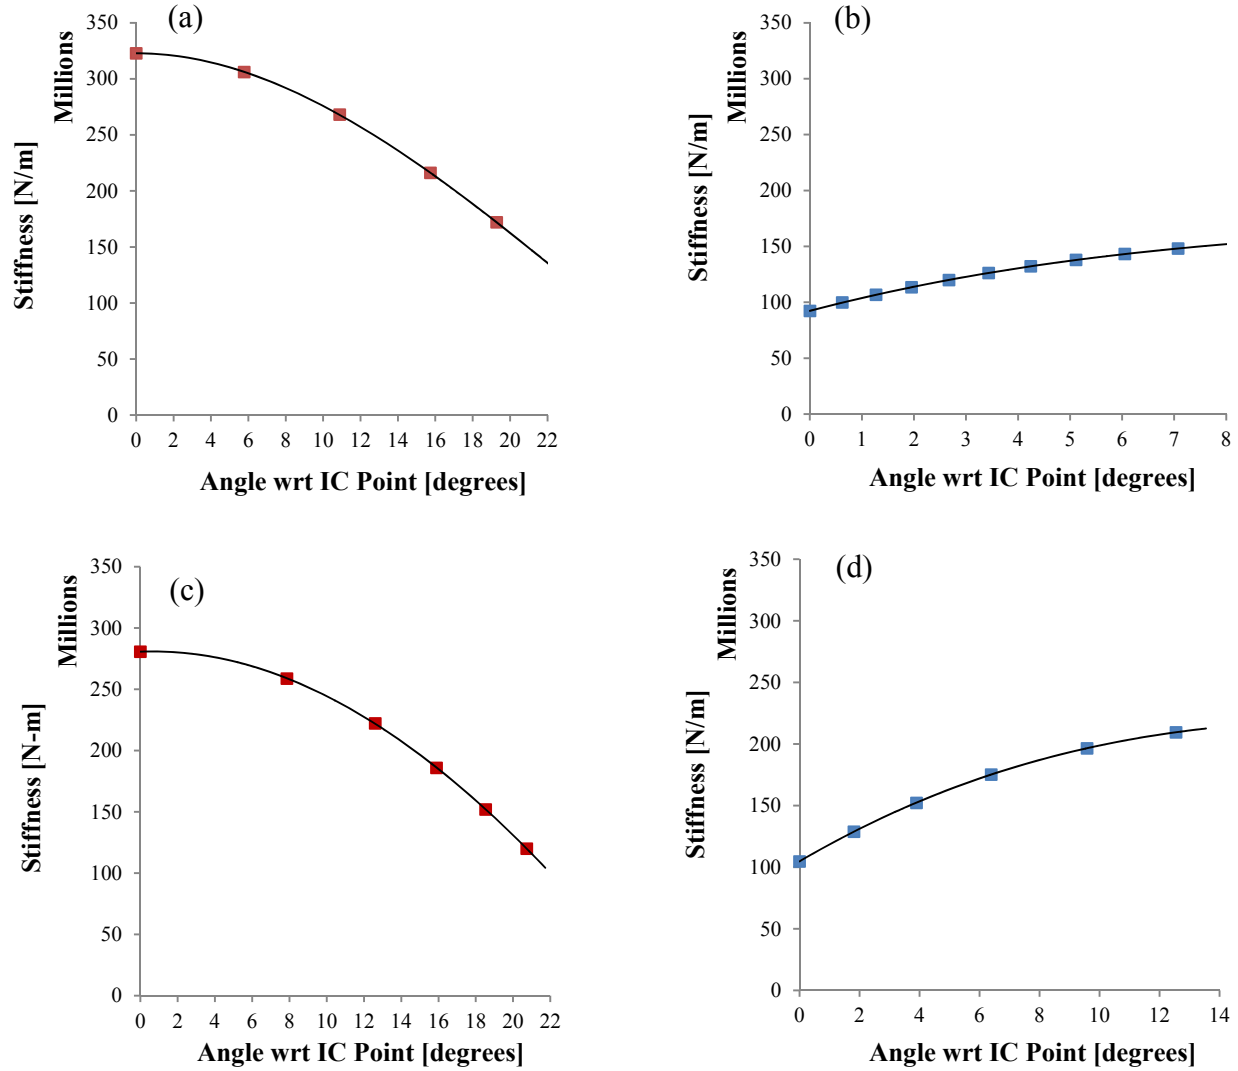 (a)
350
300
250
200
150
100
50
0
Millions
Stiffness [N/m]
0 2 4 6 8 10 12 14 16 18 20 22
Angle wrt IC Point [degrees]
(b)
350
300
250
200
150
100
50
0
Millions
Stiffness [N/m]
0 1 2 3 4 5 6 7 8
Angle wrt IC Point [degrees]
(c)
350
300
250
200
150
100
50
0
Millions
Stiffness [N-m]
0 2 4 6 8 10 12 14 16 18 20 22
Angle wrt IC Point [degrees]
(d)
350
300
250
200
150
100
50
0
Millions
Stiffness [N/m]
0 2 4 6 8 10 12 14
Angle wrt IC Point [degrees]